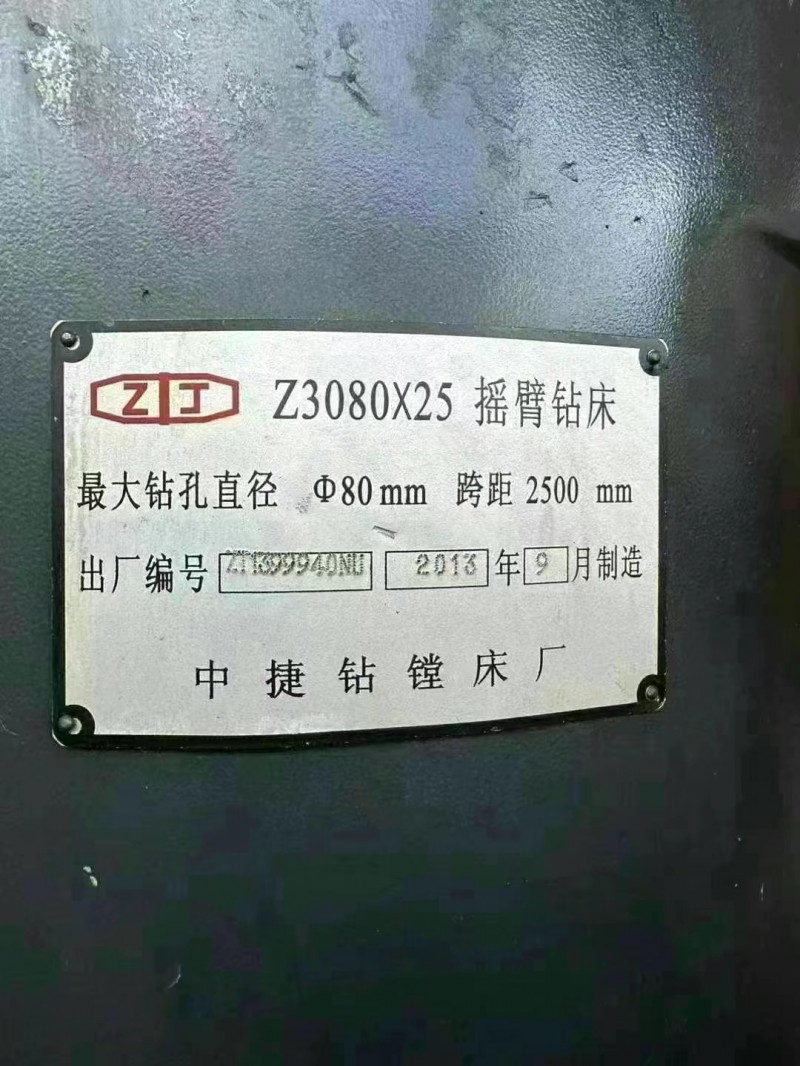 ZJ Z3080X25 摇臂钻床
最大钻孔直径 Φ80mm 跨距 2500 mm
出厂编号 2013 年 9 月制造
中捷钻镗床厂